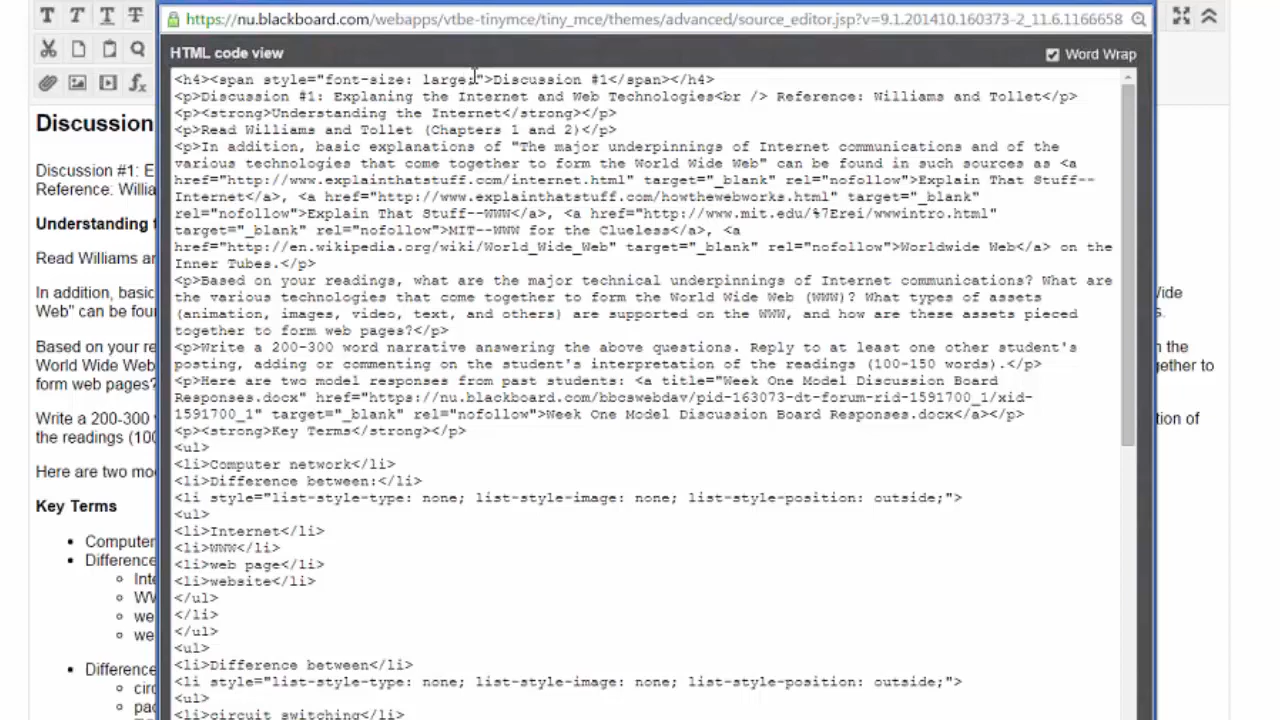 https://nu.blackboard.com/webapps/vtbe-tinymce/tiny_mce/themes/advanced/source_editor.jsp?v=9.1.201410.160373-2_11.6.1166658
HTML code view
Word Wrap
<h4><span style="font-size: large;">Discussion #1</span></h4>
<p>Discussion #1: Explaning the Internet and Web Technologies<br /> Reference: Williams and Tollet</p>
<p><strong>Understanding the Internet</strong></p>
<p>Read Williams and Tollet (Chapters 1 and 2)</p>
<p>In addition, basic explanations of "The major underpinnings of Internet communications and of the
various technologies that come together to form the World Wide Web" can be found in such sources as <a
href="http://www.explainthatstuff.com/internet.html" target="_blank" rel="nofollow">Explain That Stuff--
Internet</a>, <a href="http://www.explainthatstuff.com/howthewebworks.html" target="_blank"
rel="nofollow">Explain That Stuff--WWW</a>, <a href="http://www.mit.edu/%7Erei/wwwintro.html"
target="_blank" rel="nofollow">MIT--WWW for the Clueless</a>, <a
href="http://en.wikipedia.org/wiki/World_Wide_Web" target="_blank" rel="nofollow">Worldwide Web</a> on the
Inner Tubes.</p>
<p>Based on your readings, what are the major technical underpinnings of Internet communications? What are
the various technologies that come together to form the World Wide Web (WWW)? What types of assets
(animation, images, video, text, and others) are supported on the WWW, and how are these assets pieced
together to form web pages?</p>
<p>Write a 200-300 word narrative answering the above questions. Reply to at least one other student's
posting, adding or commenting on the student's interpretation of the readings (100-150 words).</p>
<p>Here are two model responses from past students: <a title="Week One Model Discussion Board
Responses.docx" href="https://nu.blackboard.com/bbcswebdav/pid-163073-dt-forum-rid-1591700_1/xid-
1591700_1" target="_blank" rel="nofollow">Week One Model Discussion Board Responses.docx</a></p>
<p><strong>Key Terms</strong></p>
<ul>
<li>Computer network</li>
<li>Difference between:</li>
<li style="list-style-type: none; list-style-image: none; list-style-position: outside;">
<ul>
<li>Internet</li>
<li>WWW</li>
<li>web page</li>
<li>website</li>
</ul>
</li>
</ul>
<ul>
<li>Difference between</li>
<li style="list-style-type: none; list-style-image: none; list-style-position: outside;">
<ul>
<li>circuit switching</li>
Discussion
Discussion #1: E
Reference: Willia
Understanding t
Read Williams an
In addition, basic
Wide
Web" can be four
s.
Based on your re
n the
World Wide Web
gether to
form web pages?
Write a 200-300
tion of
the readings (100
Here are two mo
Key Terms
Computer
Difference
Inte
WV
we
we
Difference
circ
pac